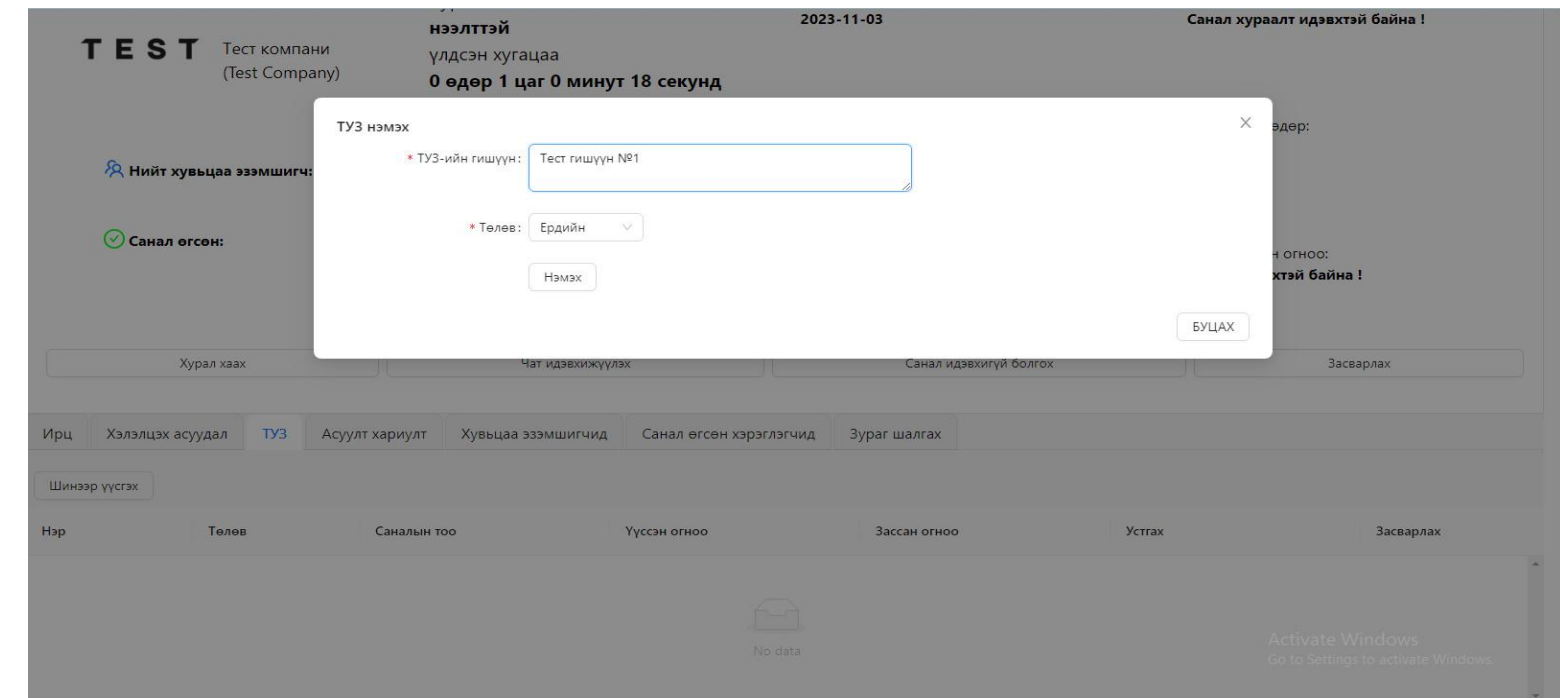 нээлттэй
2023-11-03
Санал хураалт идэвхтэй байна !
TEST
Тест компани
(Test Company)
үлдсэн хугацаа
0 өдөр 1 цаг 0 минут 18 секунд
ТУЗ нэмэх
өдөр:
* ТУЗ-ийн гишүүн:
Тест гишүүн №1
Нийт хувьцаа эзэмшигч:
* Төлөв:
Ердийн
Санал өгсөн:
н огноо:
хтэй байна !
Нэмэх
БУЦАХ
Хурал хаах
Чат идэвхижүүлэх
Санал идэвхигүй болгох
Засварлах
Ирц
Хэлэлцэх асуудал
ТУЗ
Асуулт хариулт
Хувьцаа эзэмшигчид
Санал өгсөн хэрэглэгчид
Зураг шалгах
Шинээр үүсгэх
Нэр
Төлөв
Саналын тоо
Үүссэн огноо
Зассан огноо
Устгах
Засварлах
No data
Activate Windows
Go to Settings to activate Windows.